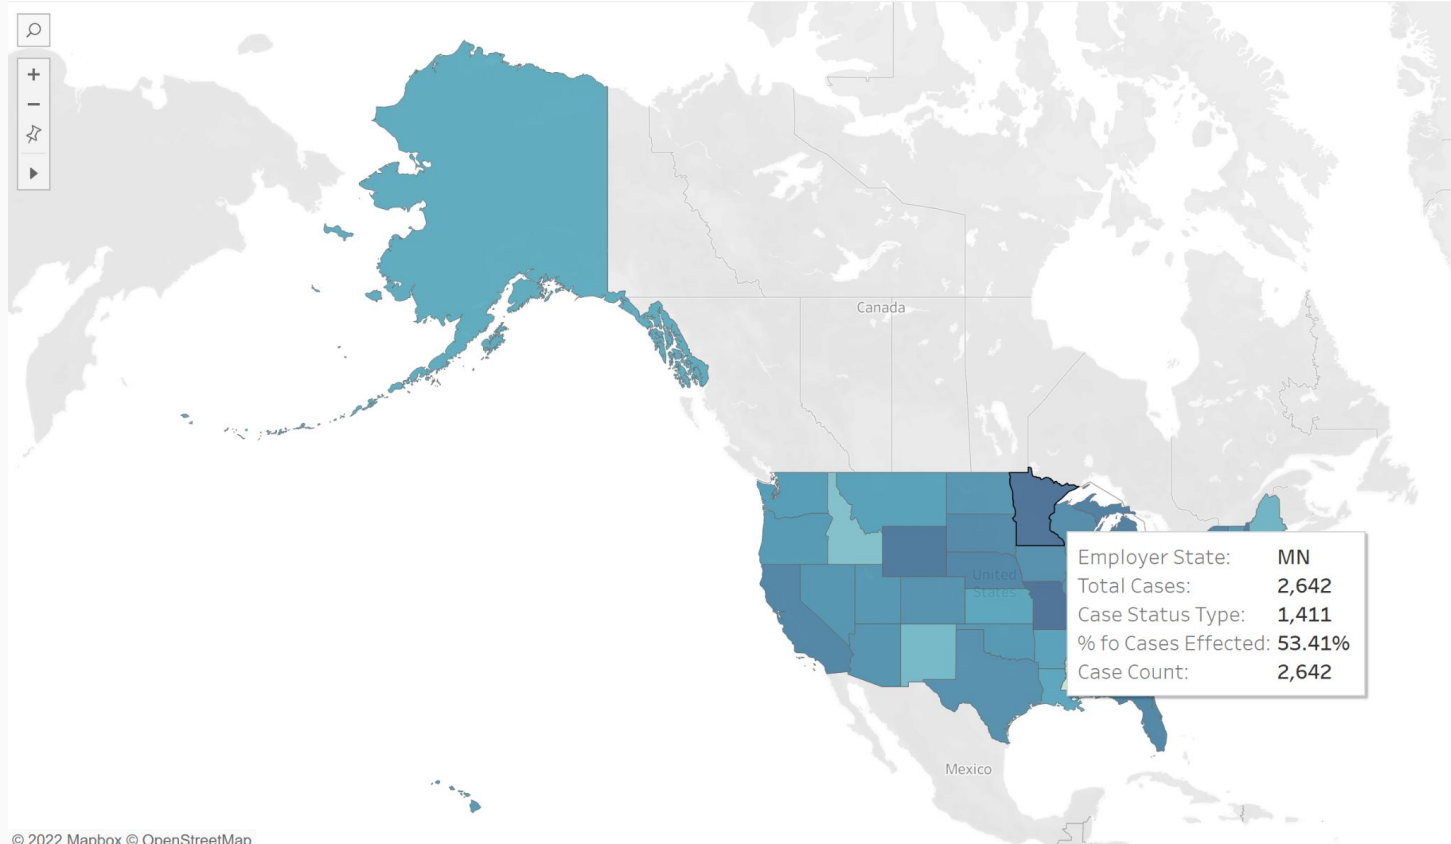 Canada
United
States
Employer State: MN
Total Cases: 2,642
Case Status Type: 1,411
% fo Cases Effected: 53.41%
Case Count: 2,642
Mexico
© 2022 Mapbox © OpenStreetMap